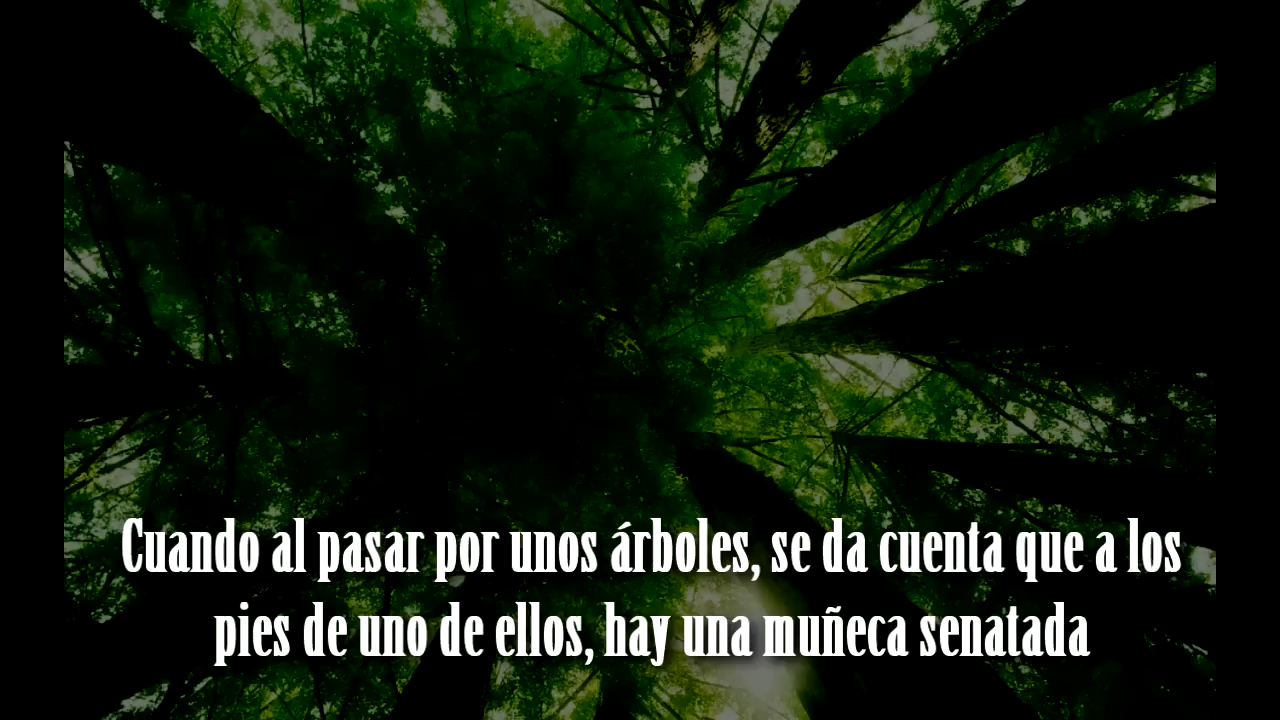 Cuando al pasar por unos árboles, se da cuenta que a los
pies de uno de ellos, hay una muñeca senatada